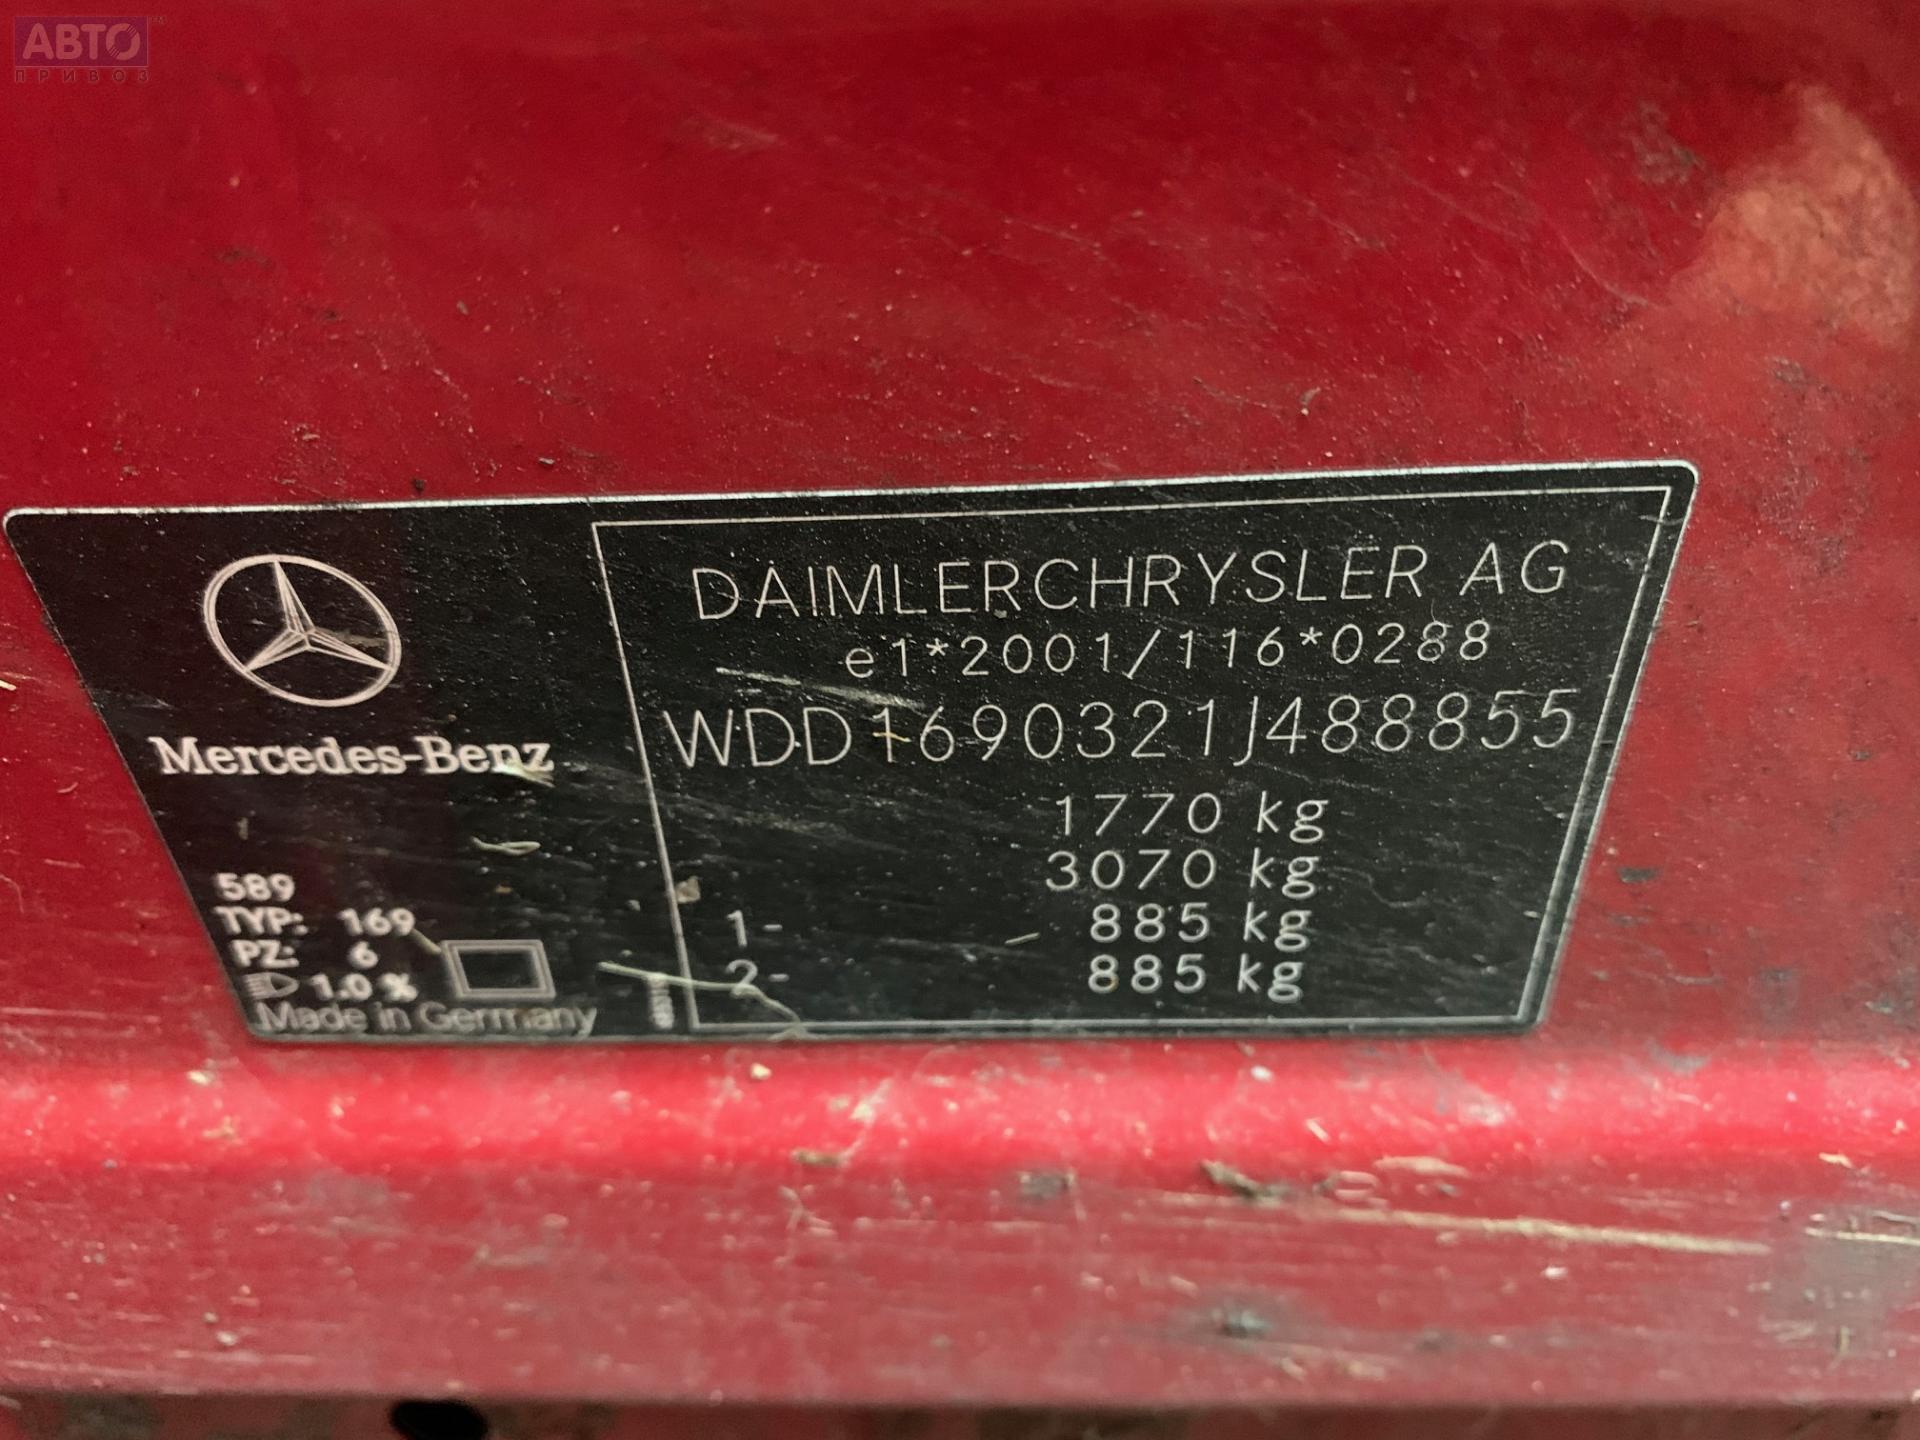 АВТО
ПРИВОЗ
DAIMLERCHRYSLER AG
e1*2001/116*0288
WDD1690321J488855
1770 kg
3070 kg
1- 885 kg
2- 885 kg
Mercedes-Benz
589
TYP: 169
PZ: 6
1.0 %
Made in Germany